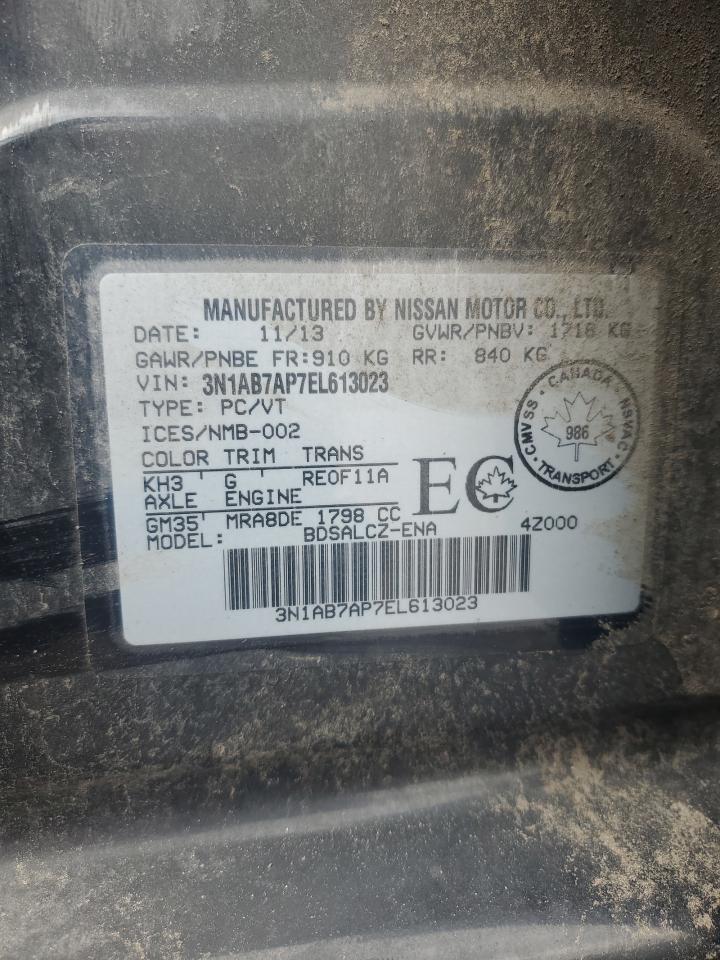 MANUFACTURED BY NISSAN MOTOR CO., LTD.
DATE: 11/13 GVWR/PNBV: 1718 KG
GAWR/PNBE FR:910 KG RR: 840 KG
VIN: 3N1AB7AP7EL613023
TYPE: PC/VT
ICES/NMB-002
COLOR TRIM TRANS
KH3 ' G ' RE0F11A
AXLE ENGINE
GM35' MRA8DE 1798 CC
MODEL: BDSALCZ-ENA 4Z000
EC
CANADA · NSVAC · TRANSPORT · CMVSS ·
986
3N1AB7AP7EL613023